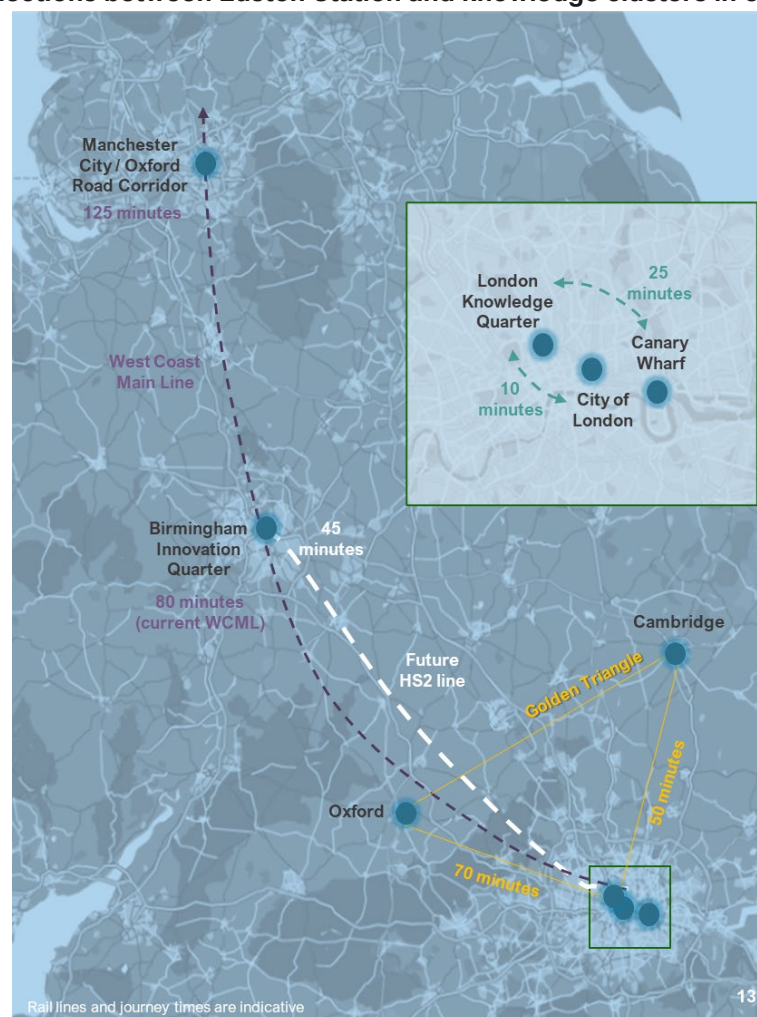 Manchester
City / Oxford
Road Corridor
125 minutes
West Coast
Main Line
London
Knowledge
Quarter
25
minutes
Canary
Wharf
10
minutes
City of
London
Birmingham
Innovation
Quarter
45
minutes
80 minutes
(current WCML)
Cambridge
Future
HS2 line
Golden Triangle
50 minutes
Oxford
70 minutes
Rail lines and journey times are indicative
13